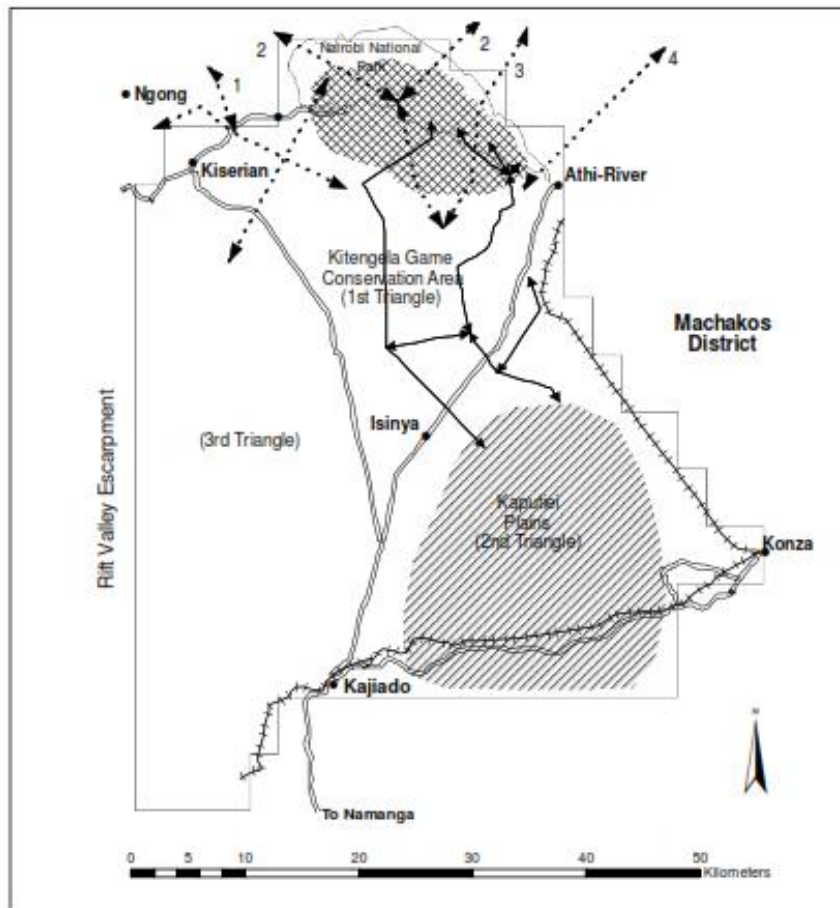 2
Nairobi National
Park
2
3
4
1
Ngong
Kiserian
Athi-River
Kitengela Game
Conservation Area
(1st Triangle)
Machakos
District
Isinya
(3rd Triangle)
Rift Valley Escarpment
Kaputiei
Plains
(2nd Triangle)
Konza
Kajiado
N
To Namanga
0 5 10 20 30 40 50
Kilometers